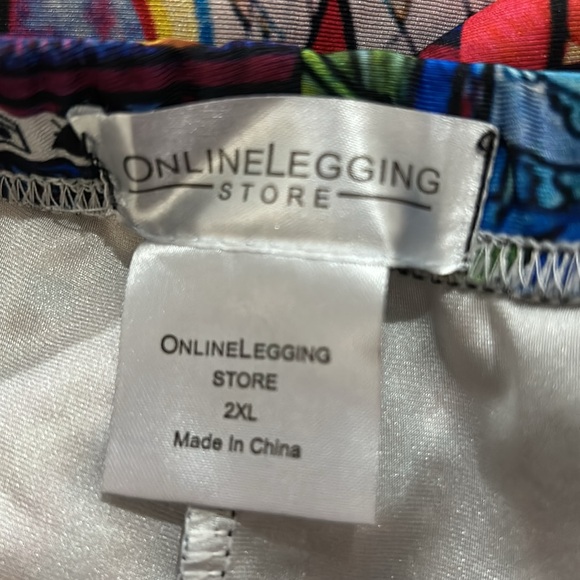 ONLINELEGGING
STORE
ONLINELEGGING
STORE
2XL
Made In China